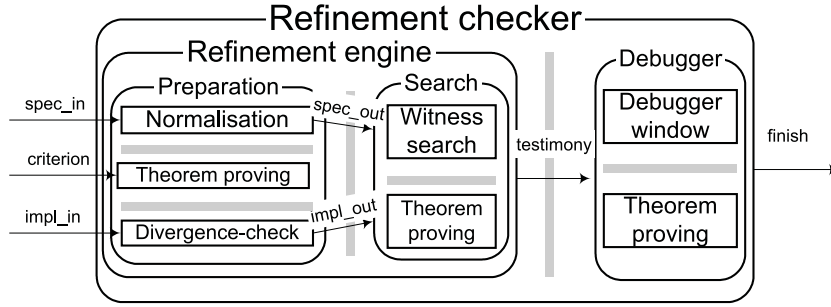 Refinement checker
Refinement engine
Preparation
Search
Debugger
spec_in
Normalisation
spec_out
Witness
search
Debugger
window
criterion
Theorem proving
testimony
finish
impl_in
Divergence-check
impl_out
Theorem
proving
Theorem
proving